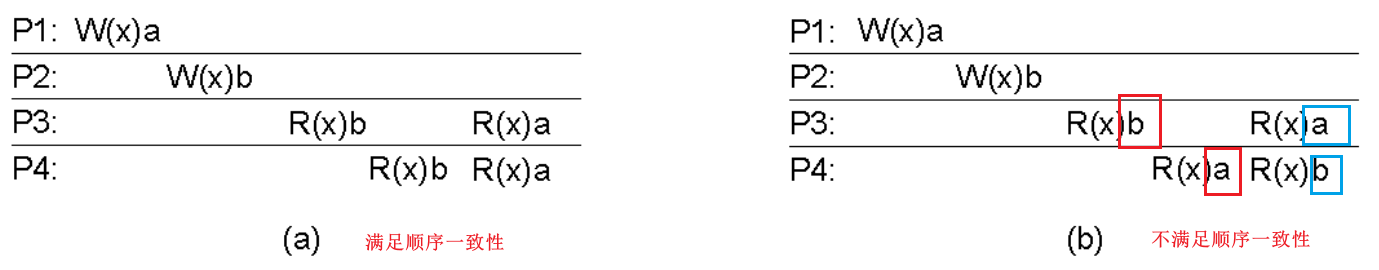 P1: W(x)a
P2: W(x)b
P3: R(x)b R(x)a
P4: R(x)b R(x)a
(a) 满足顺序一致性
P1: W(x)a
P2: W(x)b
P3: R(x)b R(x)a
P4: R(x)a R(x)b
(b) 不满足顺序一致性